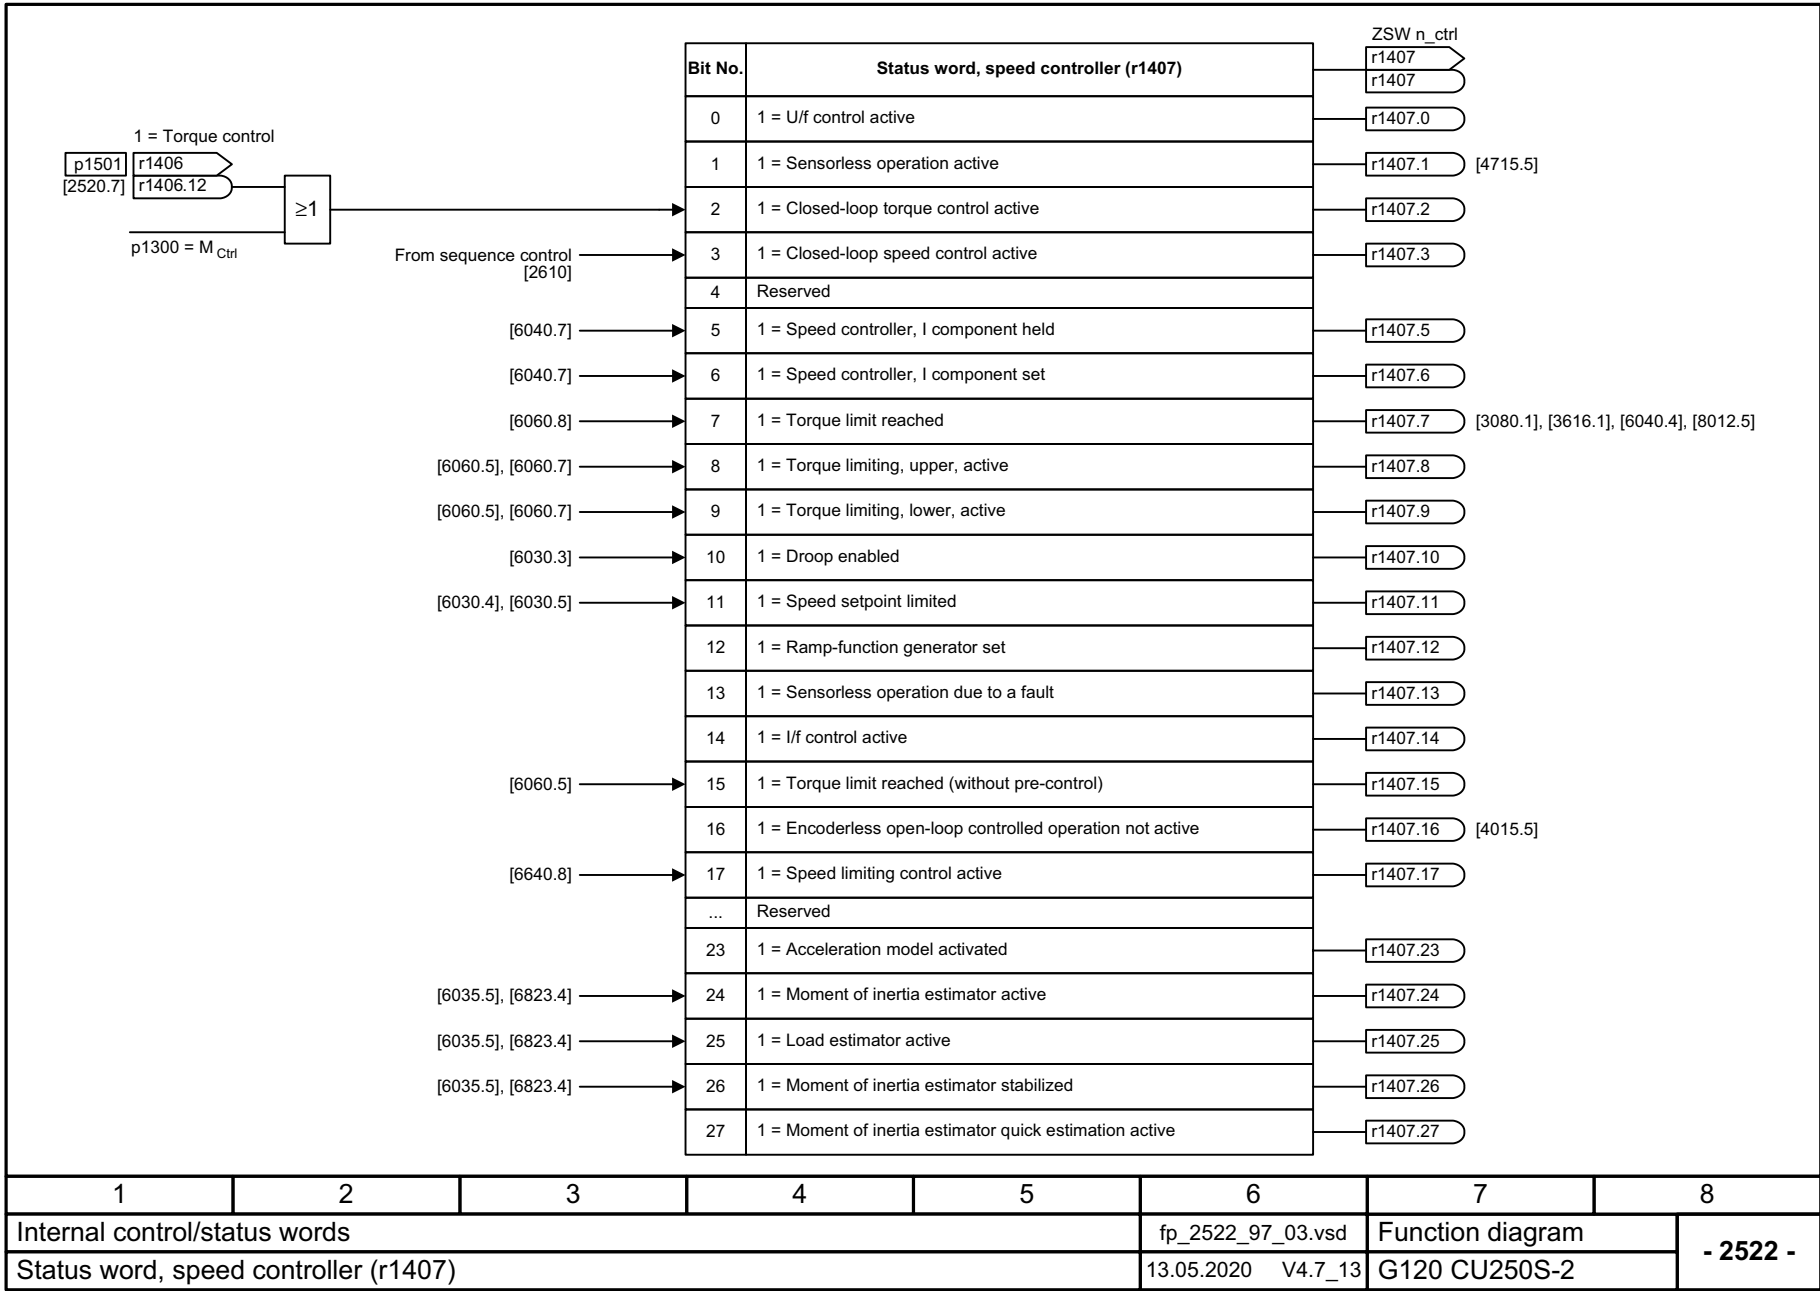 ZSW n_ctrl
Bit No. Status word, speed controller (r1407) r1407
r1407
0 1 = U/f control active r1407.0
1 = Torque control
p1501 r1406 1 1 = Sensorless operation active r1407.1 [4715.5]
[2520.7] r1406.12
≥1 2 1 = Closed-loop torque control active r1407.2
p1300 = M Ctrl
From sequence control 3 1 = Closed-loop speed control active r1407.3
[2610]
4 Reserved
[6040.7] 5 1 = Speed controller, I component held r1407.5
[6040.7] 6 1 = Speed controller, I component set r1407.6
[6060.8] 7 1 = Torque limit reached r1407.7 [3080.1], [3616.1], [6040.4], [8012.5]
[6060.5], [6060.7] 8 1 = Torque limiting, upper, active r1407.8
[6060.5], [6060.7] 9 1 = Torque limiting, lower, active r1407.9
[6030.3] 10 1 = Droop enabled r1407.10
[6030.4], [6030.5] 11 1 = Speed setpoint limited r1407.11
12 1 = Ramp-function generator set r1407.12
13 1 = Sensorless operation due to a fault r1407.13
14 1 = I/f control active r1407.14
[6060.5] 15 1 = Torque limit reached (without pre-control) r1407.15
16 1 = Encoderless open-loop controlled operation not active r1407.16 [4015.5]
[6640.8] 17 1 = Speed limiting control active r1407.17
... Reserved
23 1 = Acceleration model activated r1407.23
[6035.5], [6823.4] 24 1 = Moment of inertia estimator active r1407.24
[6035.5], [6823.4] 25 1 = Load estimator active r1407.25
[6035.5], [6823.4] 26 1 = Moment of inertia estimator stabilized r1407.26
27 1 = Moment of inertia estimator quick estimation active r1407.27
1 2 3 4 5 6 7 8
Internal control/status words fp_2522_97_03.vsd Function diagram - 2522 -
Status word, speed controller (r1407) 13.05.2020 V4.7_13 G120 CU250S-2